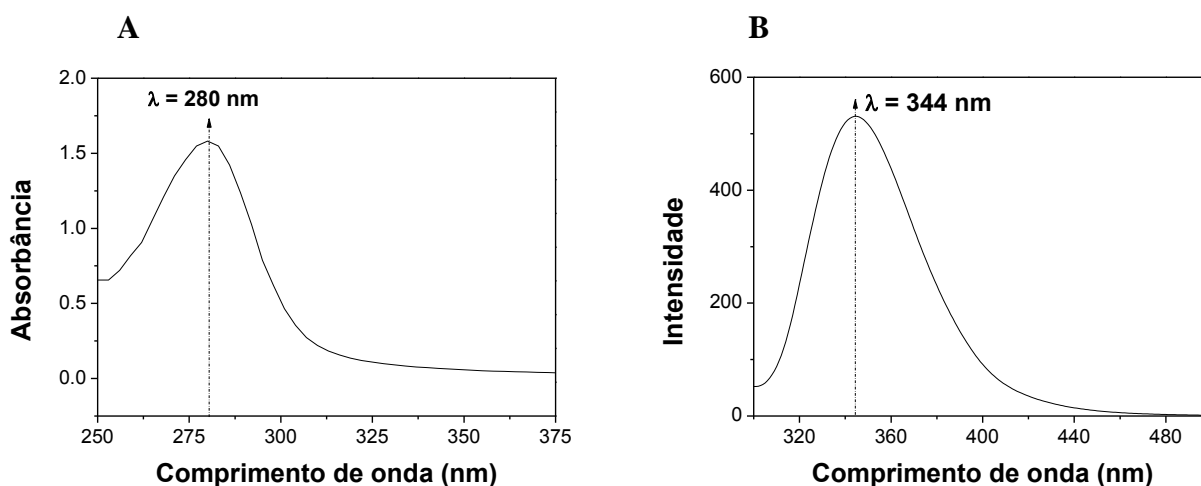 A
2.0
1.5
1.0
0.5
0.0
Absorbância
λ = 280 nm
250 275 300 325 350 375
Comprimento de onda (nm)
B
600
400
200
0
Intensidade
λ = 344 nm
320 360 400 440 480
Comprimento de onda (nm)